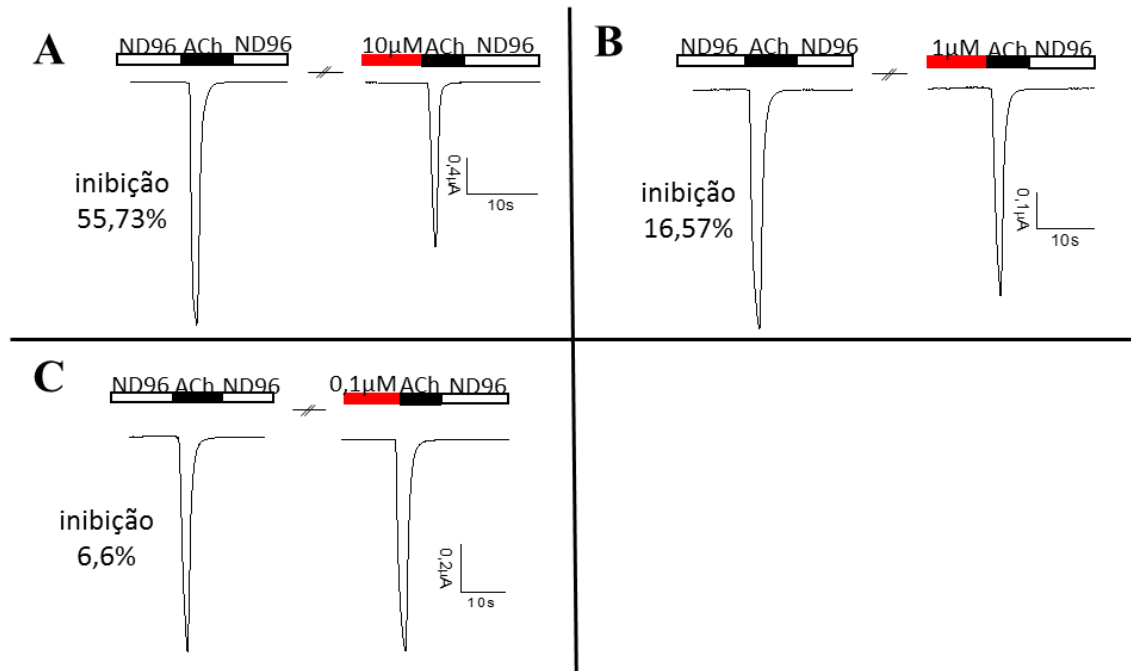 A
ND96 ACh ND96
10µM ACh ND96
inibição
55,73%
0,4µA
10s
B
ND96 ACh ND96
1µM ACh ND96
inibição
16,57%
0,1µA
10s
C
ND96 ACh ND96
0,1µM ACh ND96
inibição
6,6%
0,2µA
10s